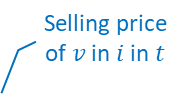 Selling price
of 𝑣 in 𝑖 in 𝑡